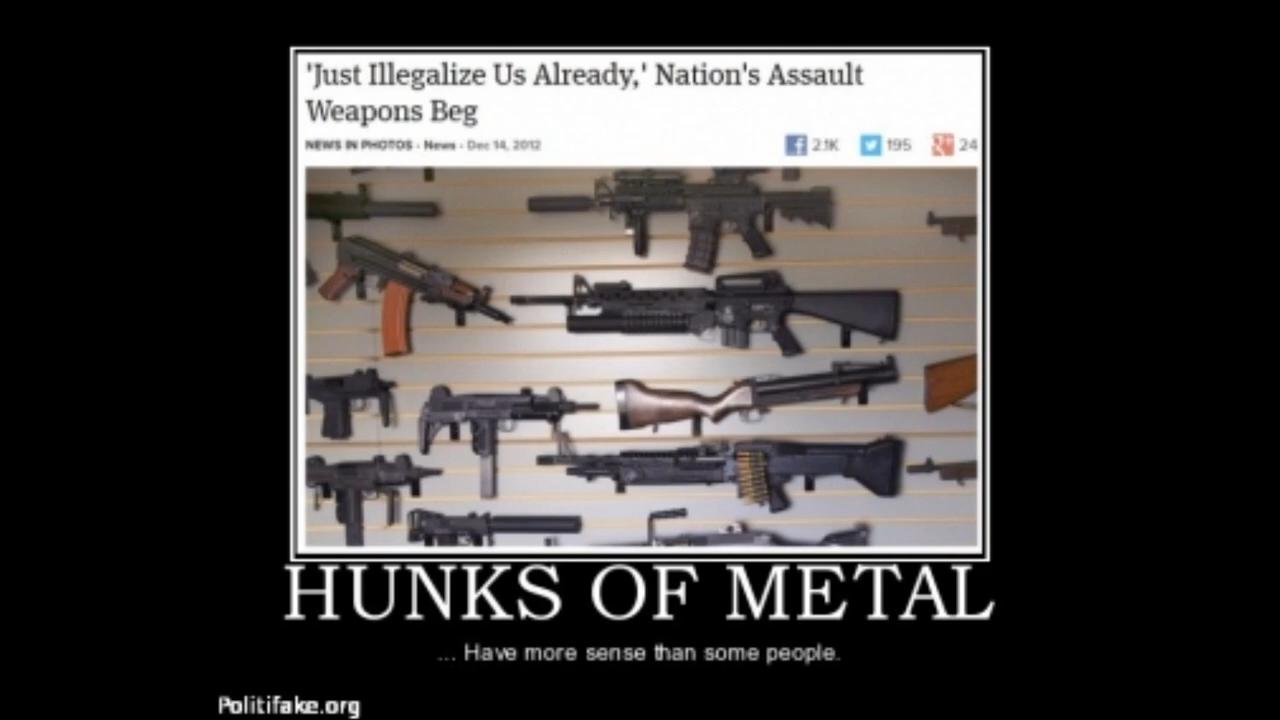 'Just Illegalize Us Already,' Nation's Assault
Weapons Beg
NEWS IN PHOTOS • News • Dec 14, 2012 2.1K 195 24
HUNKS OF METAL
... Have more sense than some people.
Politifake.org